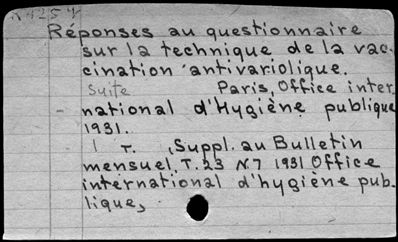 R4254
Réponses au questionnaire
sur la technique de la vac-
cination antivariolique.
Suite Paris, Office inter-
national d'Hygiène publique
1931.
1 T. , Suppl. au Bulletin
mensuel, T. 23 N 7 1931 Office
international d'hygiène pub-
lique,